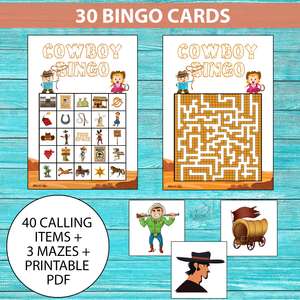 30 BINGO CARDS
COWBOY
BINGO
COWBOY
BINGO
40 CALLING
ITEMS +
3 MAZES +
PRINTABLE
PDF